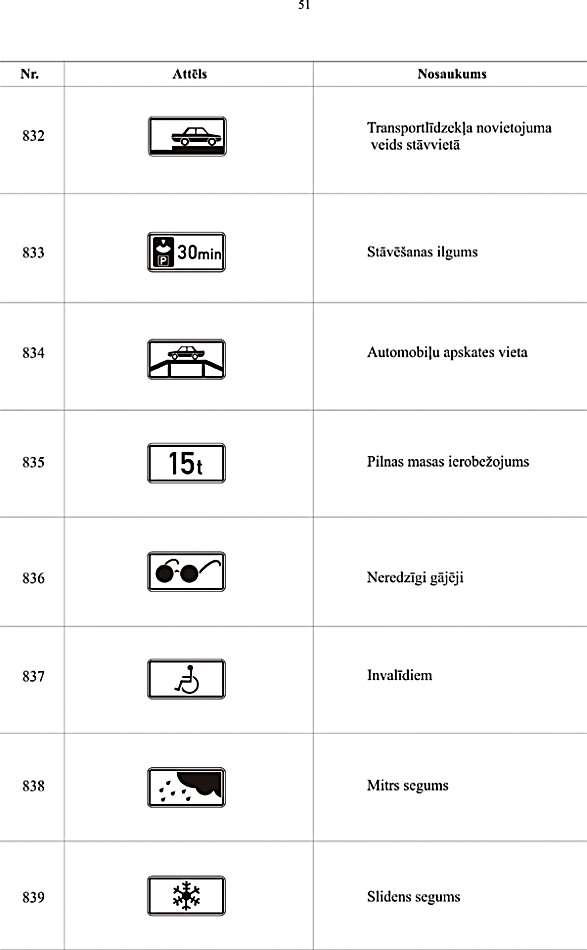 51
Nr. Attēls Nosaukums
832 Transportlīdzekļa novietojuma
veids stāvvietā
833 P 30min Stāvēšanas ilgums
834 Automobiļu apskates vieta
835 15t Pilnas masas ierobežojums
836 Neredzīgi gājēji
837 Invalīdiem
838 Mitrs segums
839 Slidens segums